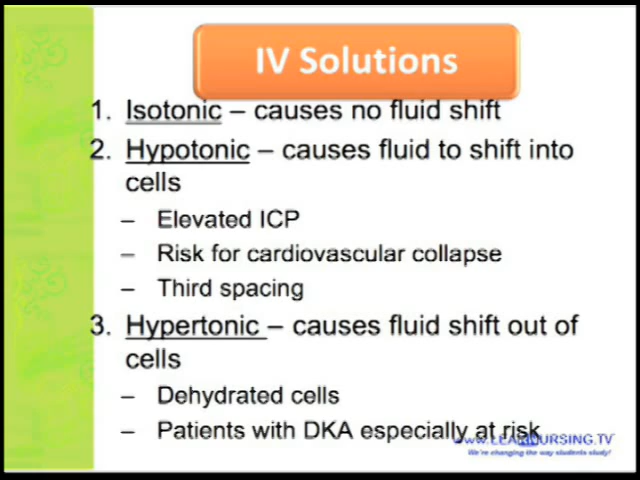 IV Solutions
1. Isotonic – causes no fluid shift
2. Hypotonic – causes fluid to shift into
cells
– Elevated ICP
– Risk for cardiovascular collapse
– Third spacing
3. Hypertonic – causes fluid shift out of
cells
– Dehydrated cells
– Patients with DKA especially at risk
www.LEARNURSING.TV
We're changing the way students study!